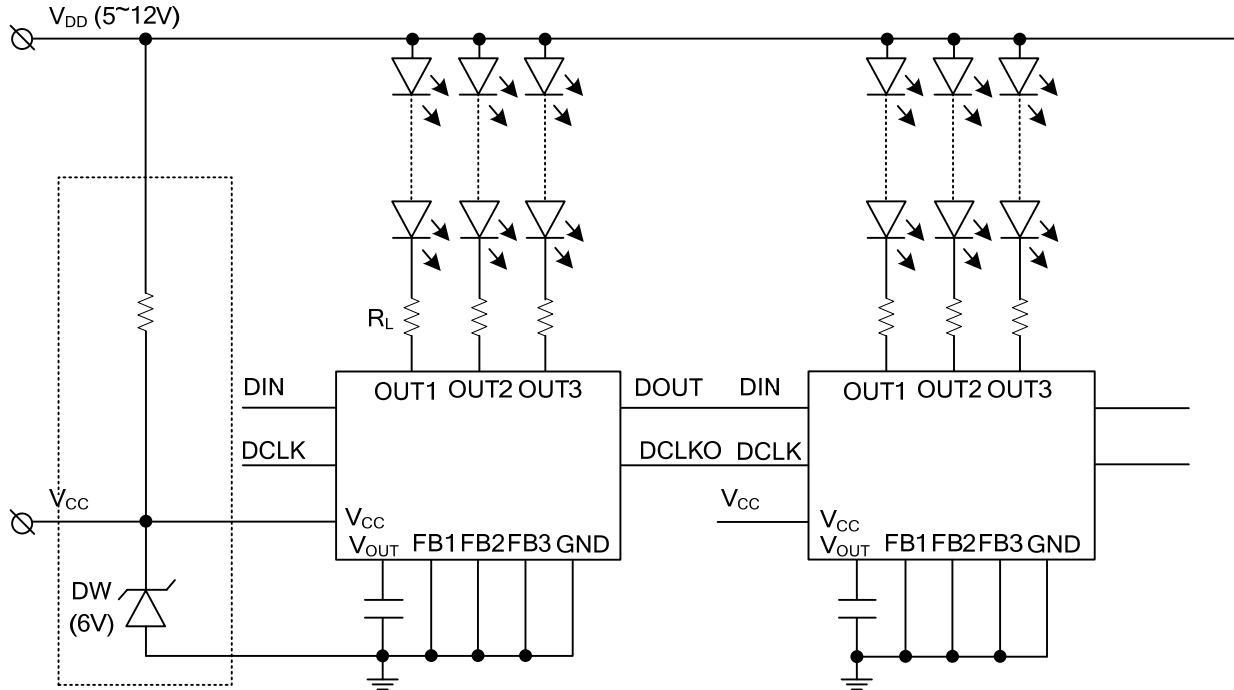 VDD (5~12V)
RL
DIN
OUT1 OUT2 OUT3
DOUT
DIN
OUT1 OUT2 OUT3
DCLK
DCLKO
DCLK
VCC
VCC
VCC
VCC
VOUT FB1 FB2 FB3 GND
VOUT FB1 FB2 FB3 GND
DW
(6V)